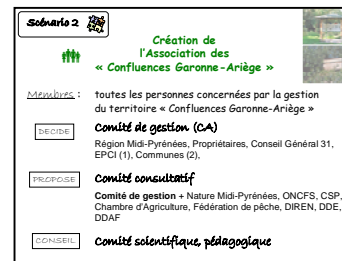 Scénario 2
Création de
l'Association des
« Confluences Garonne-Ariège »
Membres : toutes les personnes concernées par la gestion
du territoire « Confluences Garonne-Ariège »
DECIDE Comité de gestion (CA)
Région Midi-Pyrénées, Propriétaires, Conseil Général 31,
EPCI (1), Communes (2),
PROPOSE Comité consultatif
Comité de gestion + Nature Midi-Pyrénées, ONCFS, CSP,
Chambre d'Agriculture, Fédération de pêche, DIREN, DDE,
DDAF
CONSEIL Comité scientifique, pédagogique